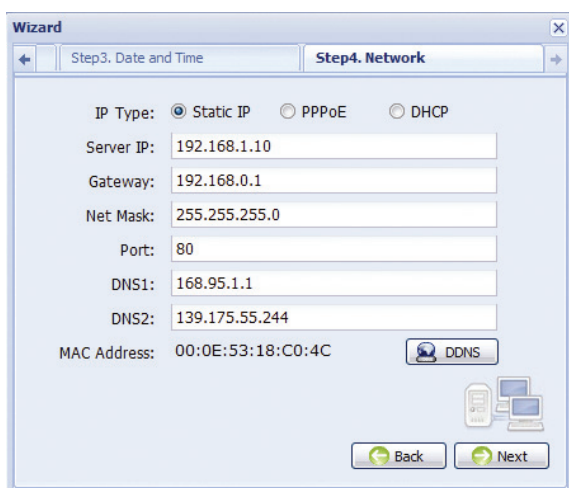 Wizard
Step3. Date and Time Step4. Network
IP Type: Static IP PPPoE DHCP
Server IP: 192.168.1.10
Gateway: 192.168.0.1
Net Mask: 255.255.255.0
Port: 80
DNS1: 168.95.1.1
DNS2: 139.175.55.244
MAC Address: 00:0E:53:18:C0:4C DDNS
Back Next